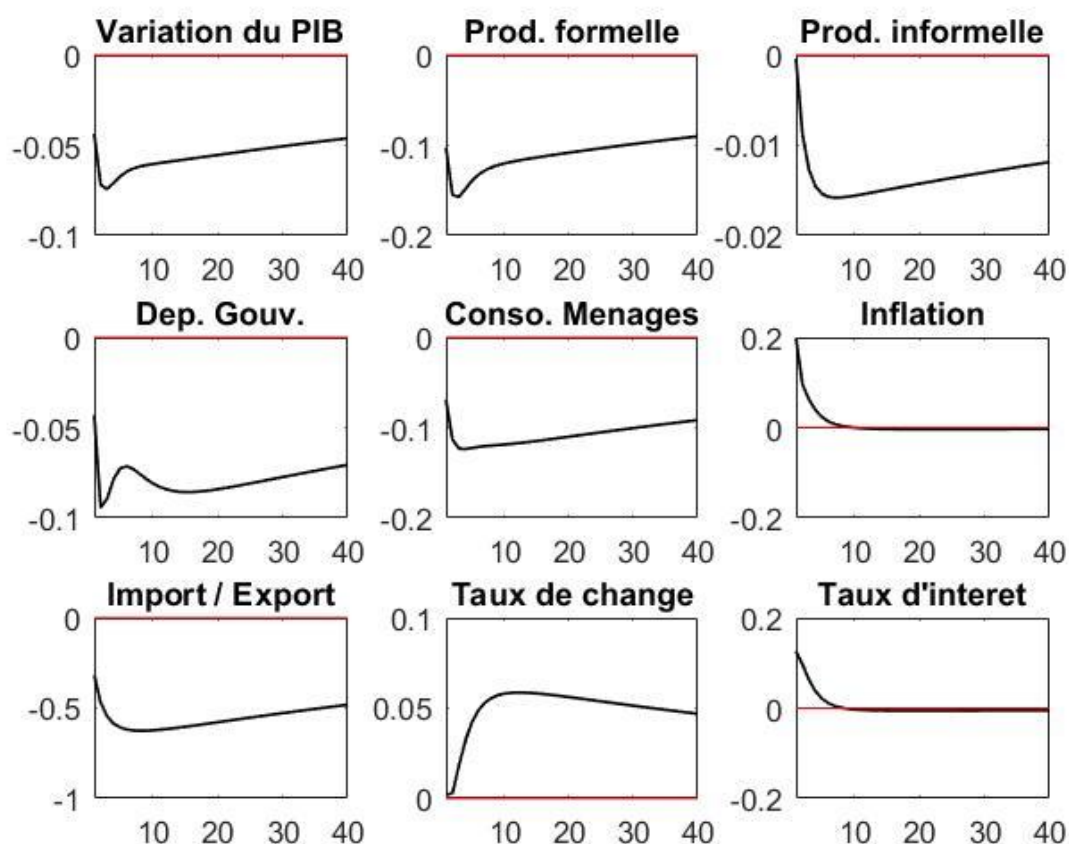 Variation du PIB Prod. formelle Prod. informelle
0 0 0
-0.05 -0.1 -0.01
-0.1 -0.2 -0.02
10 20 30 40 10 20 30 40 10 20 30 40
Dep. Gouv. Conso. Menages Inflation
0 0 0.2
-0.05 -0.1 0
-0.1 -0.2 -0.2
10 20 30 40 10 20 30 40 10 20 30 40
Import / Export Taux de change Taux d'interet
0 0.1 0.2
-0.5 0.05 0
-1 0 -0.2
10 20 30 40 10 20 30 40 10 20 30 40